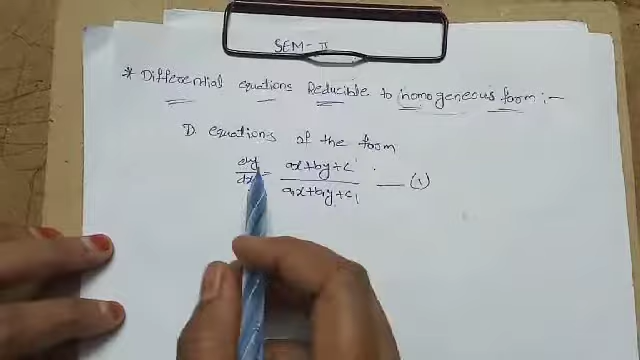 SEM - II
* Differential equations Reducible to homogeneous form :-
D. equations of the form
dy/dx = ax+by+c / a₁x+b₁y+c₁ — (1)